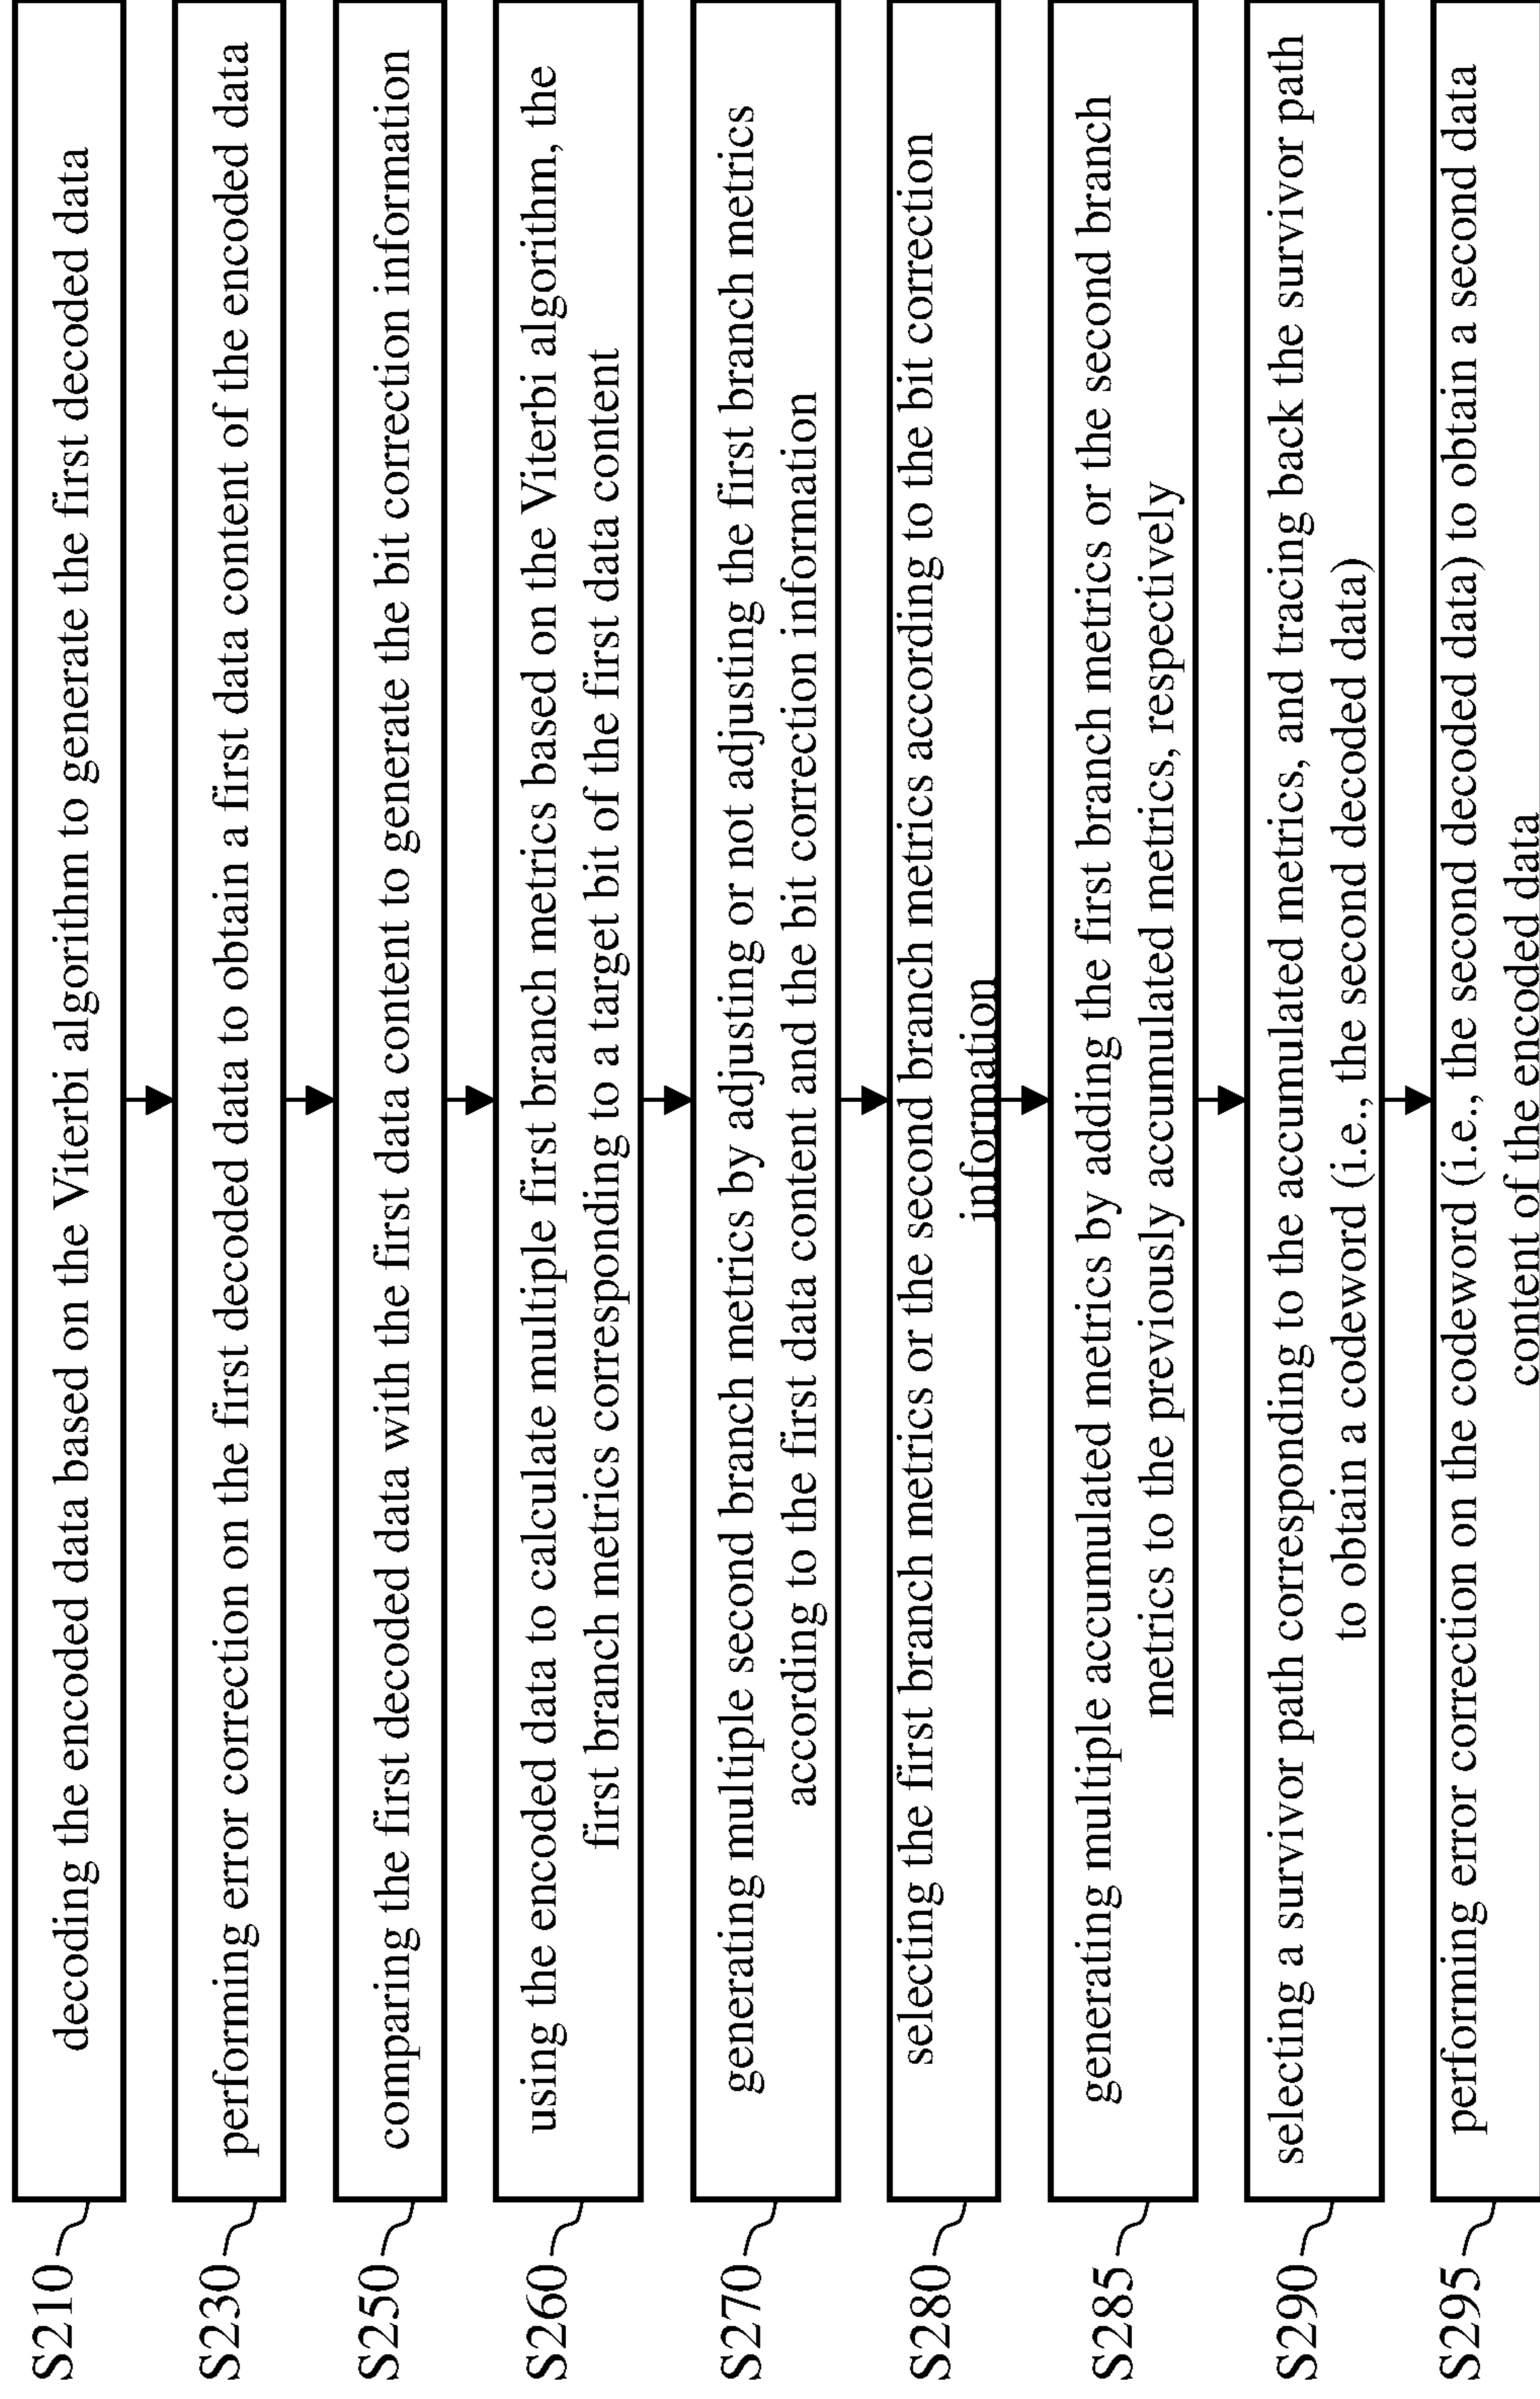 S210
decoding the encoded data based on the Viterbi algorithm to generate the first decoded data
S230
performing error correction on the first decoded data to obtain a first data content of the encoded data
S250
comparing the first decoded data with the first data content to generate the bit correction information
S260
using the encoded data to calculate multiple first branch metrics based on the Viterbi algorithm, the
first branch metrics corresponding to a target bit of the first data content
S270
generating multiple second branch metrics by adjusting or not adjusting the first branch metrics
according to the first data content and the bit correction information
S280
selecting the first branch metrics or the second branch metrics according to the bit correction
information
S285
generating multiple accumulated metrics by adding the first branch metrics or the second branch
metrics to the previously accumulated metrics, respectively
S290
selecting a survivor path corresponding to the accumulated metrics, and tracing back the survivor path
to obtain a codeword (i.e., the second decoded data)
S295
performing error correction on the codeword (i.e., the second decoded data) to obtain a second data
content of the encoded data